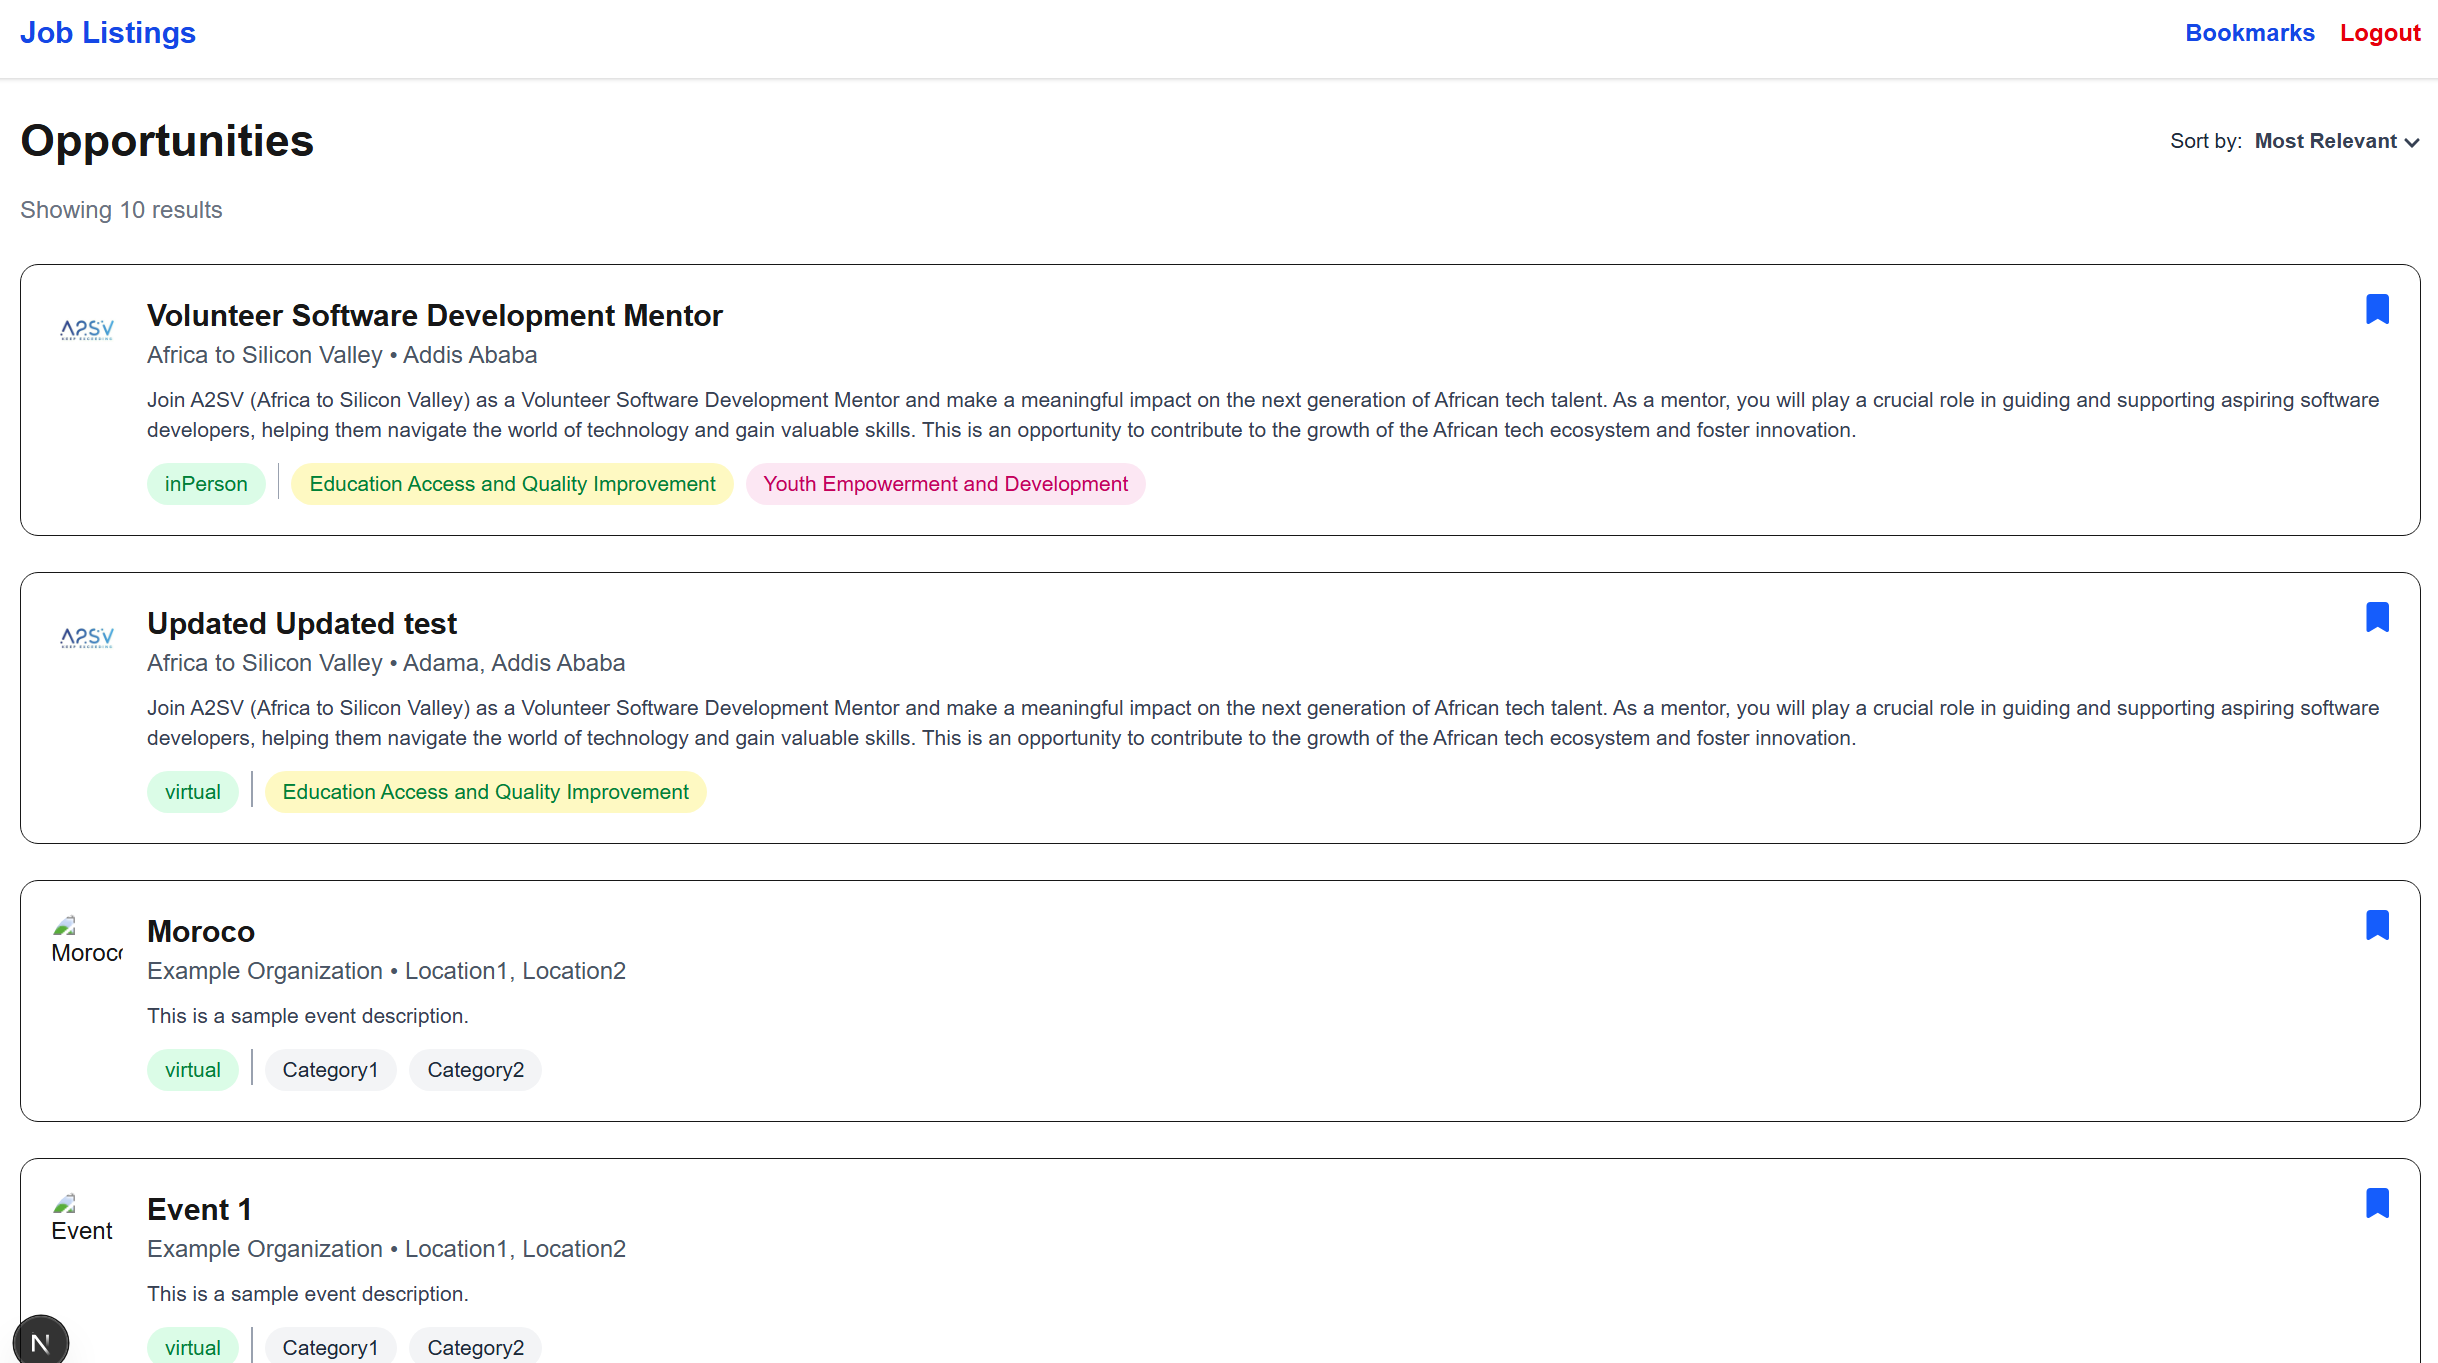 Job Listings
Bookmarks Logout
Opportunities
Sort by: Most Relevant
Showing 10 results
A2SV
Volunteer Software Development Mentor
Africa to Silicon Valley • Addis Ababa
Join A2SV (Africa to Silicon Valley) as a Volunteer Software Development Mentor and make a meaningful impact on the next generation of African tech talent. As a mentor, you will play a crucial role in guiding and supporting aspiring software
developers, helping them navigate the world of technology and gain valuable skills. This is an opportunity to contribute to the growth of the African tech ecosystem and foster innovation.
inPerson Education Access and Quality Improvement Youth Empowerment and Development
A2SV
Updated Updated test
Africa to Silicon Valley • Adama, Addis Ababa
Join A2SV (Africa to Silicon Valley) as a Volunteer Software Development Mentor and make a meaningful impact on the next generation of African tech talent. As a mentor, you will play a crucial role in guiding and supporting aspiring software
developers, helping them navigate the world of technology and gain valuable skills. This is an opportunity to contribute to the growth of the African tech ecosystem and foster innovation.
virtual Education Access and Quality Improvement
Moroco
Moroco
Example Organization • Location1, Location2
This is a sample event description.
virtual Category1 Category2
Event
Event 1
Example Organization • Location1, Location2
This is a sample event description.
virtual Category1 Category2
N